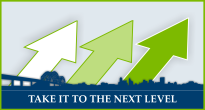 TAKE IT TO THE NEXT LEVEL